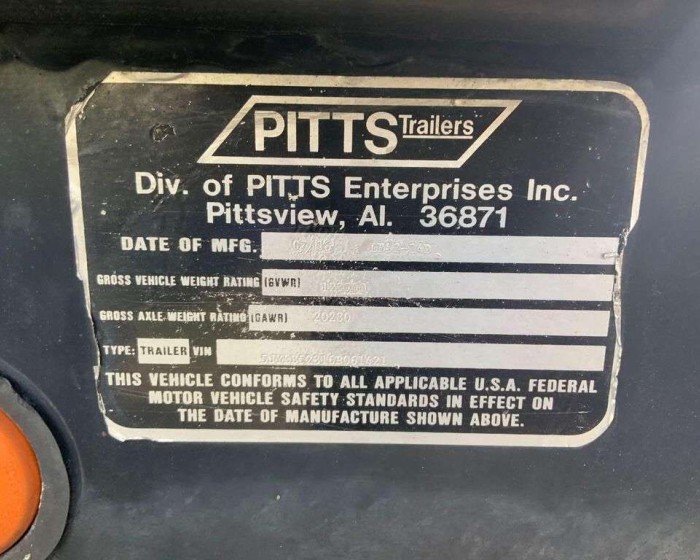 PITTS Trailers
Div. of PITTS Enterprises Inc.
Pittsview, Al. 36871
DATE OF MFG.
GROSS VEHICLE WEIGHT RATING (GVWR)
GROSS AXLE WEIGHT RATING (GAWR) 20230
TYPE: TRAILER VIN
THIS VEHICLE CONFORMS TO ALL APPLICABLE U.S.A. FEDERAL
MOTOR VEHICLE SAFETY STANDARDS IN EFFECT ON
THE DATE OF MANUFACTURE SHOWN ABOVE.